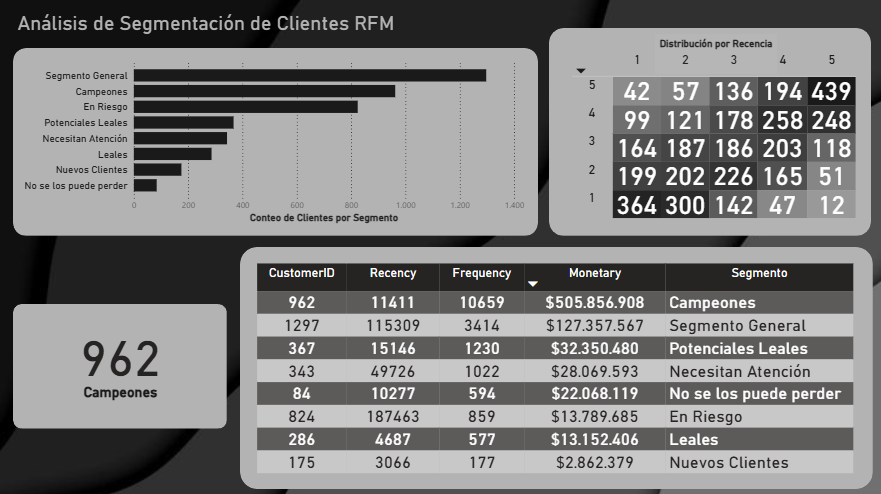 Análisis de Segmentación de Clientes RFM
Segmento General
Campeones
En Riesgo
Potenciales Leales
Necesitan Atención
Leales
Nuevos Clientes
No se los puede perder
0 200 400 600 800 1.000 1.200 1.400
Conteo de Clientes por Segmento
Distribución por Recencia
1 2 3 4 5
5 42 57 136 194 439
4 99 121 178 258 248
3 164 187 186 203 118
2 199 202 226 165 51
1 364 300 142 47 12
962
Campeones
CustomerID Recency Frequency Monetary Segmento
962 11411 10659 $505.856.908 Campeones
1297 115309 3414 $127.357.567 Segmento General
367 15146 1230 $32.350.480 Potenciales Leales
343 49726 1022 $28.069.593 Necesitan Atención
84 10277 594 $22.068.119 No se los puede perder
824 187463 859 $13.789.685 En Riesgo
286 4687 577 $13.152.406 Leales
175 3066 177 $2.862.379 Nuevos Clientes